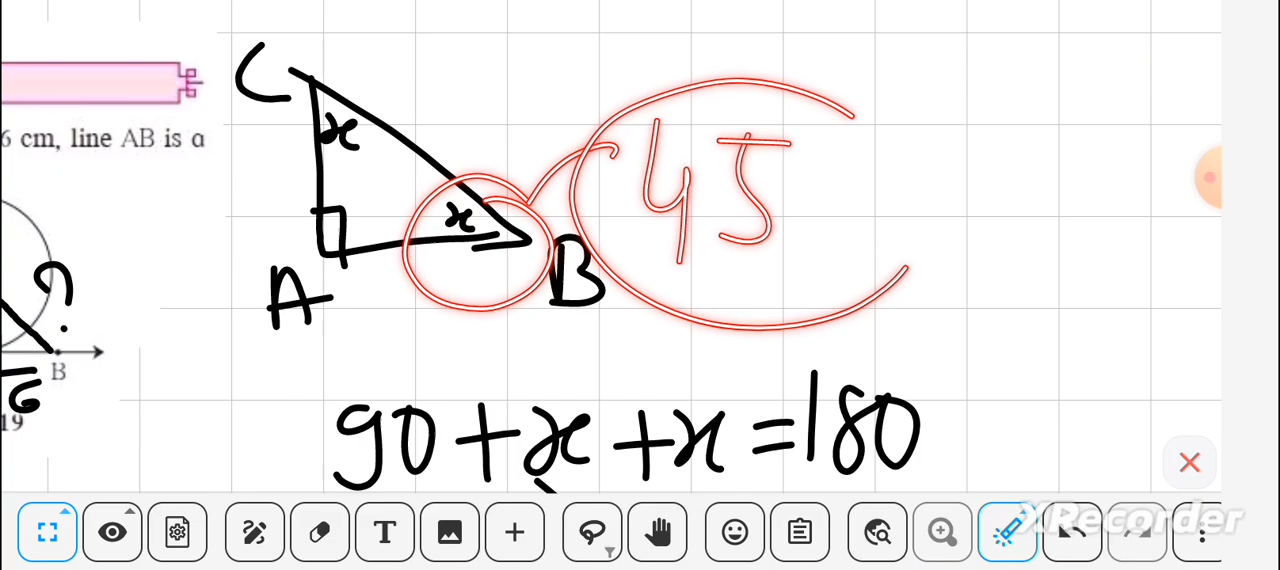 6 cm, line AB is a
C
x
x
45
A
B
?
B
6
19
90+x+x=180
T
XRecorder